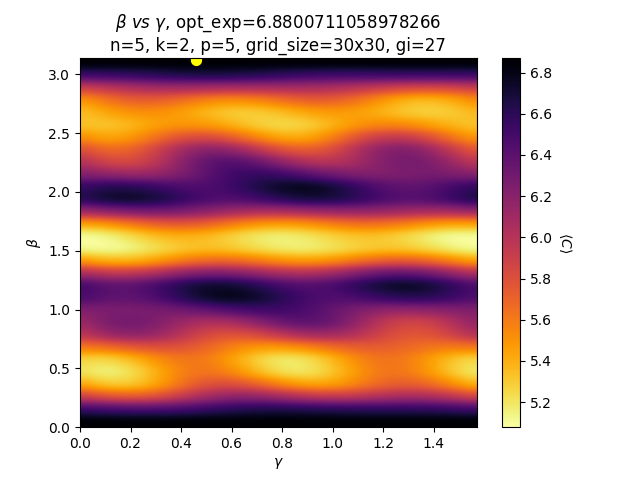 β vs γ, opt_exp=6.8800711058978266
n=5, k=2, p=5, grid_size=30x30, gi=27
3.0
2.5
2.0
1.5
1.0
0.5
0.0
β
0.0 0.2 0.4 0.6 0.8 1.0 1.2 1.4
γ
6.8
6.6
6.4
6.2
6.0
5.8
5.6
5.4
5.2
⟨C⟩